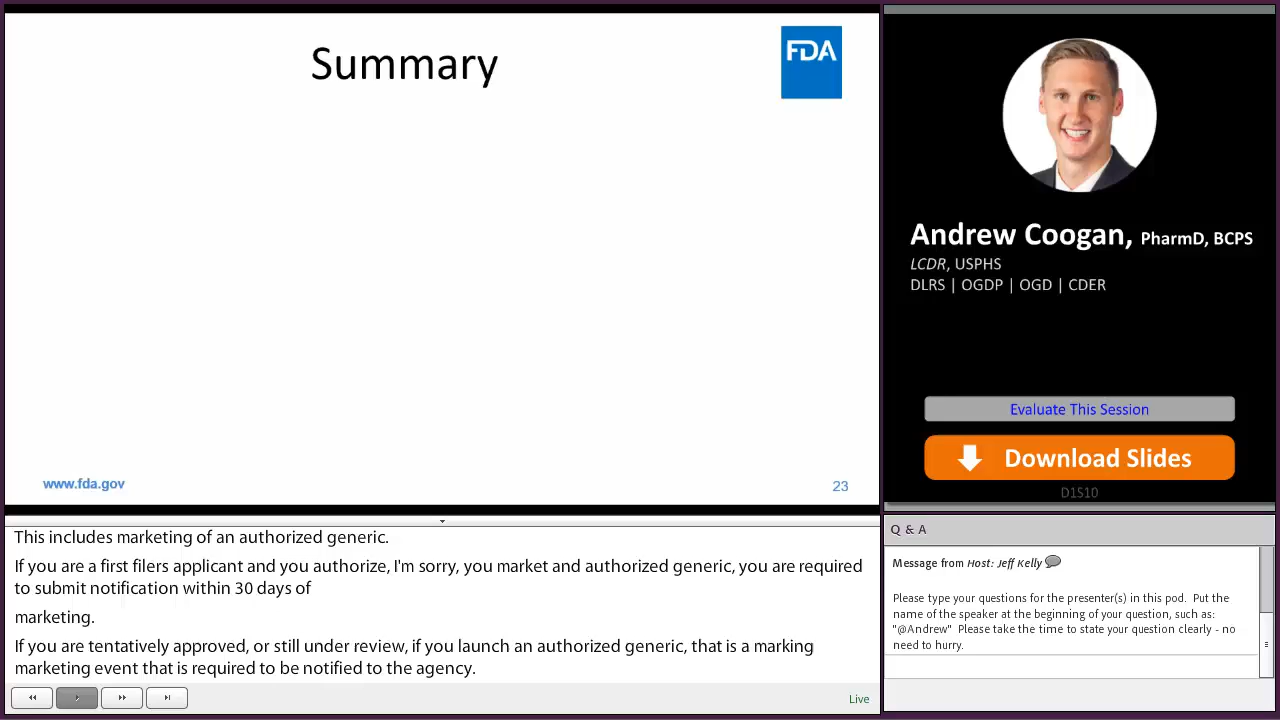 Summary
FDA
www.fda.gov
23
Andrew Coogan, PharmD, BCPS
LCDR, USPHS
DLRS | OGDP | OGD | CDER
Evaluate This Session
Download Slides
D1S10
This includes marketing of an authorized generic.
If you are a first filers applicant and you authorize, I'm sorry, you market and authorized generic, you are required
to submit notification within 30 days of
marketing.
If you are tentatively approved, or still under review, if you launch an authorized generic, that is a marking
marketing event that is required to be notified to the agency.
Live
Q & A
Message from Host: Jeff Kelly
Please type your questions for the presenter(s) in this pod. Put the
name of the speaker at the beginning of your question, such as:
"@Andrew" Please take the time to state your question clearly - no
need to hurry.